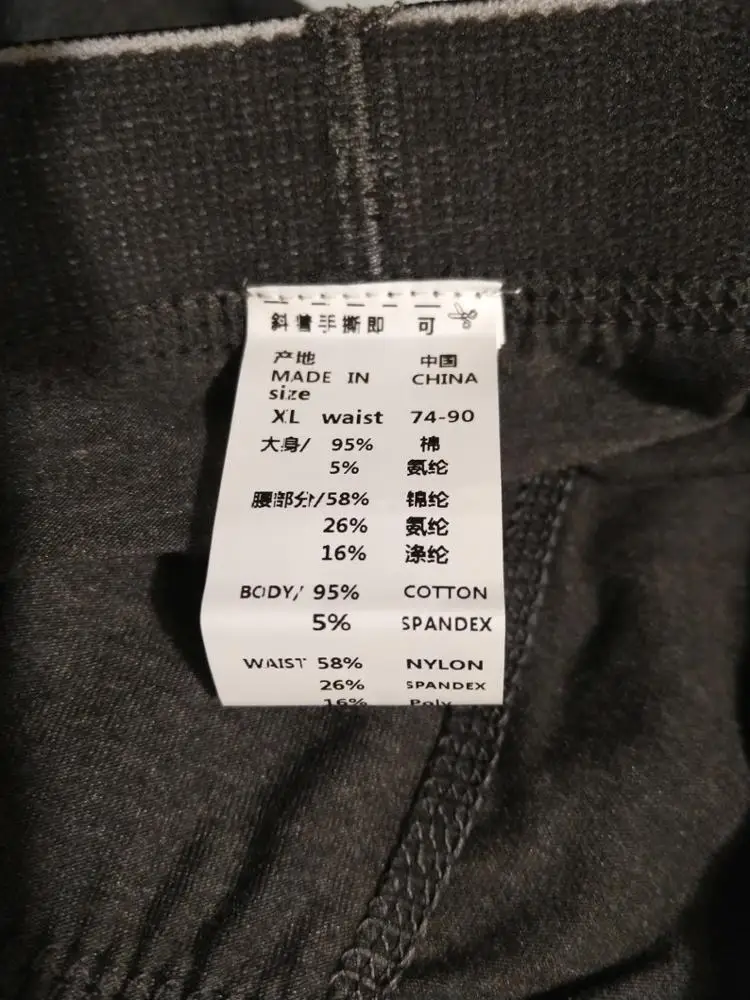 斜着手撕即 可
产地 中国
MADE IN CHINA
size
XL waist 74-90
大身/ 95% 棉
5% 氨纶
腰部分/58% 锦纶
26% 氨纶
16% 涤纶
BODY/ 95% COTTON
5% SPANDEX
WAIST 58% NYLON
26% SPANDEX
16% Poly